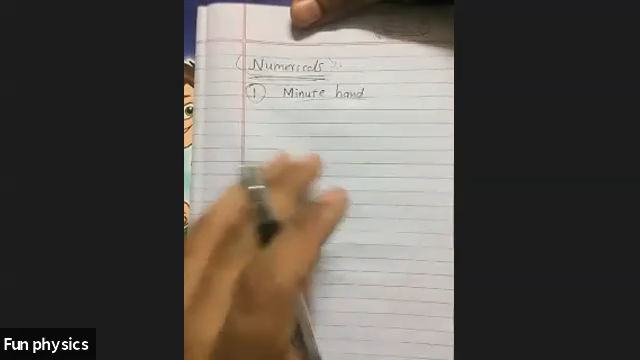 Numericals
① Minute hand
Fun physics